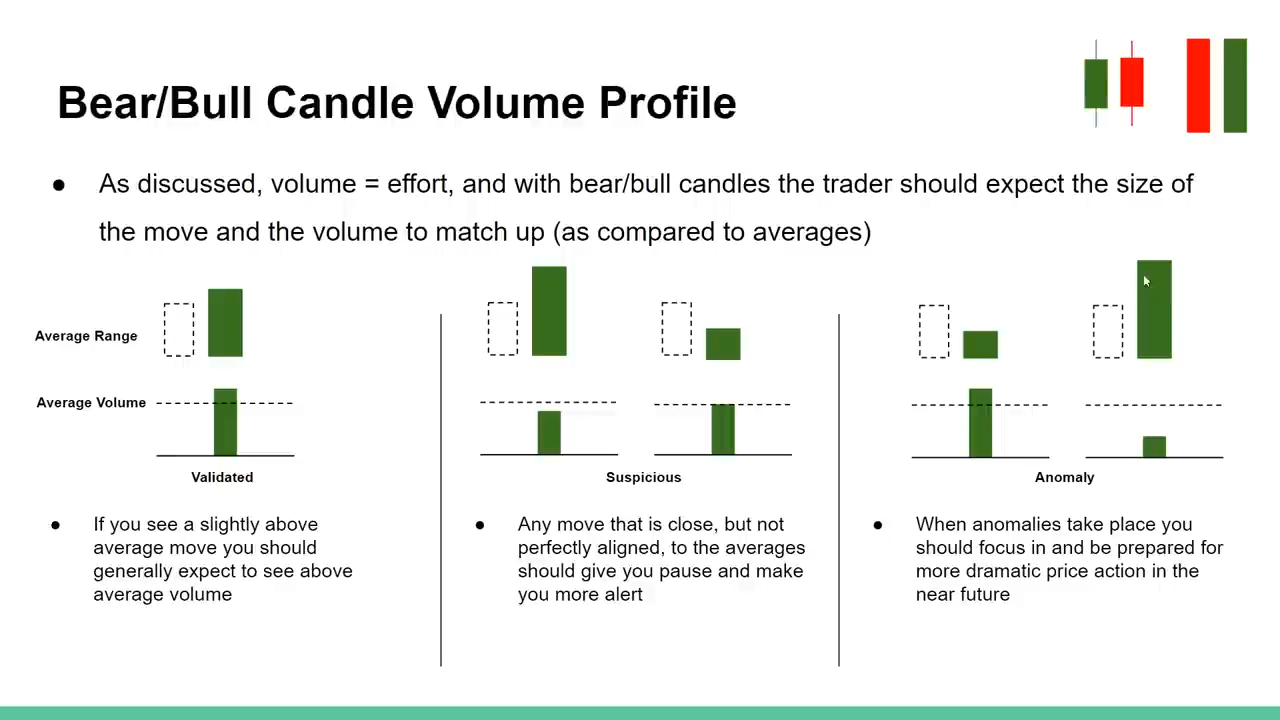 Bear/Bull Candle Volume Profile
● As discussed, volume = effort, and with bear/bull candles the trader should expect the size of
the move and the volume to match up (as compared to averages)
Average Range
Average Volume
Validated
● If you see a slightly above
average move you should
generally expect to see above
average volume
Suspicious
● Any move that is close, but not
perfectly aligned, to the averages
should give you pause and make
you more alert
Anomaly
● When anomalies take place you
should focus in and be prepared for
more dramatic price action in the
near future